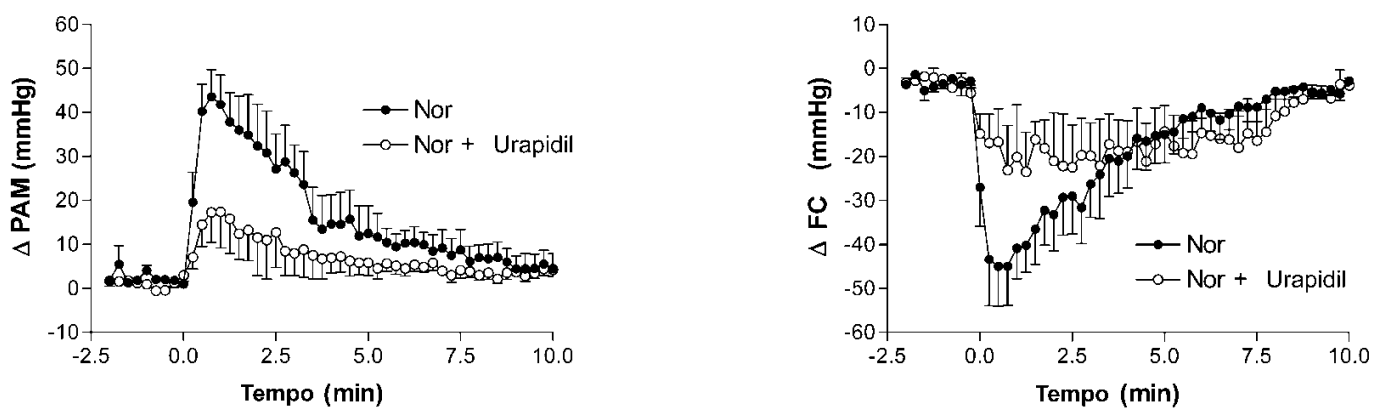 60
50
40
30
20
10
0
-10
-2.5 0.0 2.5 5.0 7.5 10.0
Δ PAM (mmHg)
Tempo (min)
Nor
Nor + Urapidil
10
0
-10
-20
-30
-40
-50
-60
-2.5 0.0 2.5 5.0 7.5 10.0
Δ FC (mmHg)
Tempo (min)
Nor
Nor + Urapidil